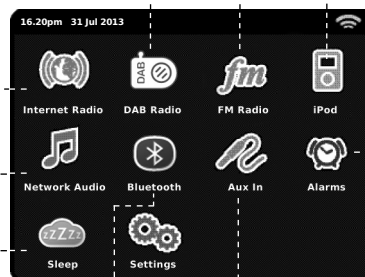 16.20pm 31 Jul 2013
DAB
fm
Internet Radio DAB Radio FM Radio iPod
Network Audio Bluetooth Aux In Alarms
zZZZz
Sleep Settings